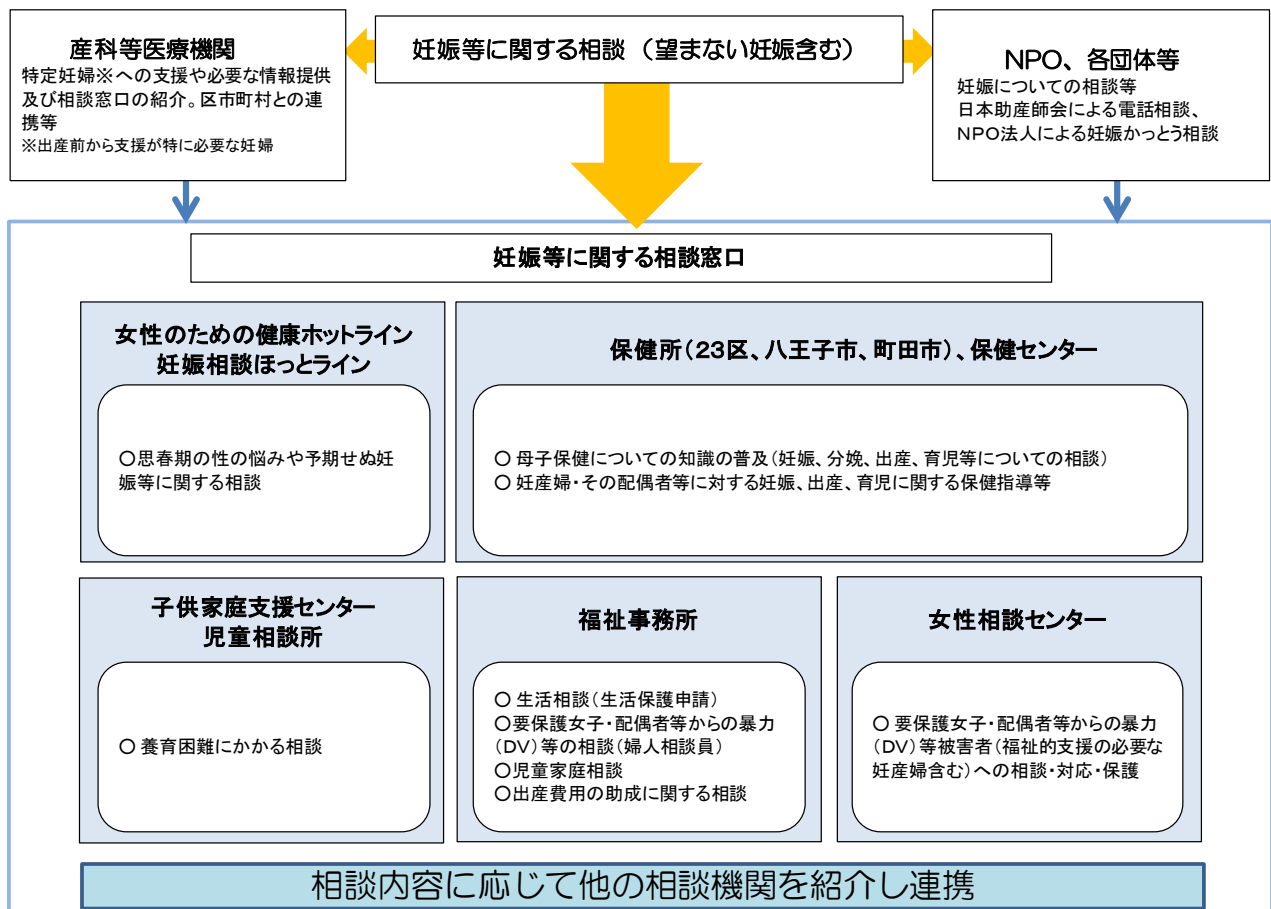 産科等医療機関
特定妊婦※への支援や必要な情報提供
及び相談窓口の紹介。区市町村との連
携等
※出産前から支援が特に必要な妊婦
妊娠等に関する相談（望まない妊娠含む）
NPO、各団体等
妊娠についての相談等
日本助産師会による電話相談、
NPO法人による妊娠かっとう相談
妊娠等に関する相談窓口
女性のための健康ホットライン
妊娠相談ほっとライン
○思春期の性の悩みや予期せぬ妊
娠等に関する相談
保健所（23区、八王子市、町田市）、保健センター
○ 母子保健についての知識の普及（妊娠、分娩、出産、育児等についての相談）
○ 妊産婦・その配偶者等に対する妊娠、出産、育児に関する保健指導等
子供家庭支援センター
児童相談所
○ 養育困難にかかる相談
福祉事務所
○ 生活相談（生活保護申請）
○要保護女子・配偶者等からの暴力
（DV）等の相談（婦人相談員）
○児童家庭相談
○出産費用の助成に関する相談
女性相談センター
○ 要保護女子・配偶者等からの暴力
（DV）等被害者（福祉的支援の必要な
妊産婦含む）への相談・対応・保護
相談内容に応じて他の相談機関を紹介し連携